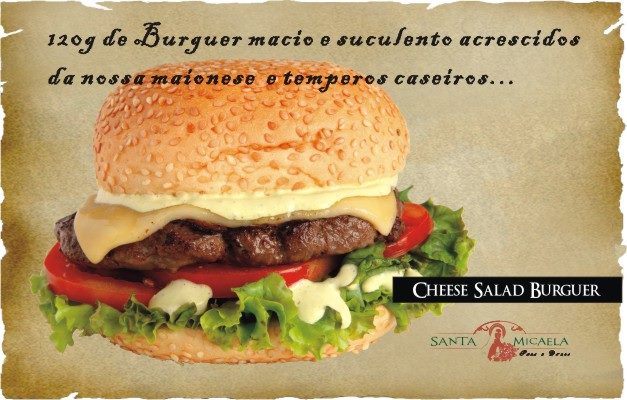 120g de Burguer macio e suculento acrescidos
da nossa maionese e temperos caseiros...
CHEESE SALAD BURGUER
SANTA MICAELA